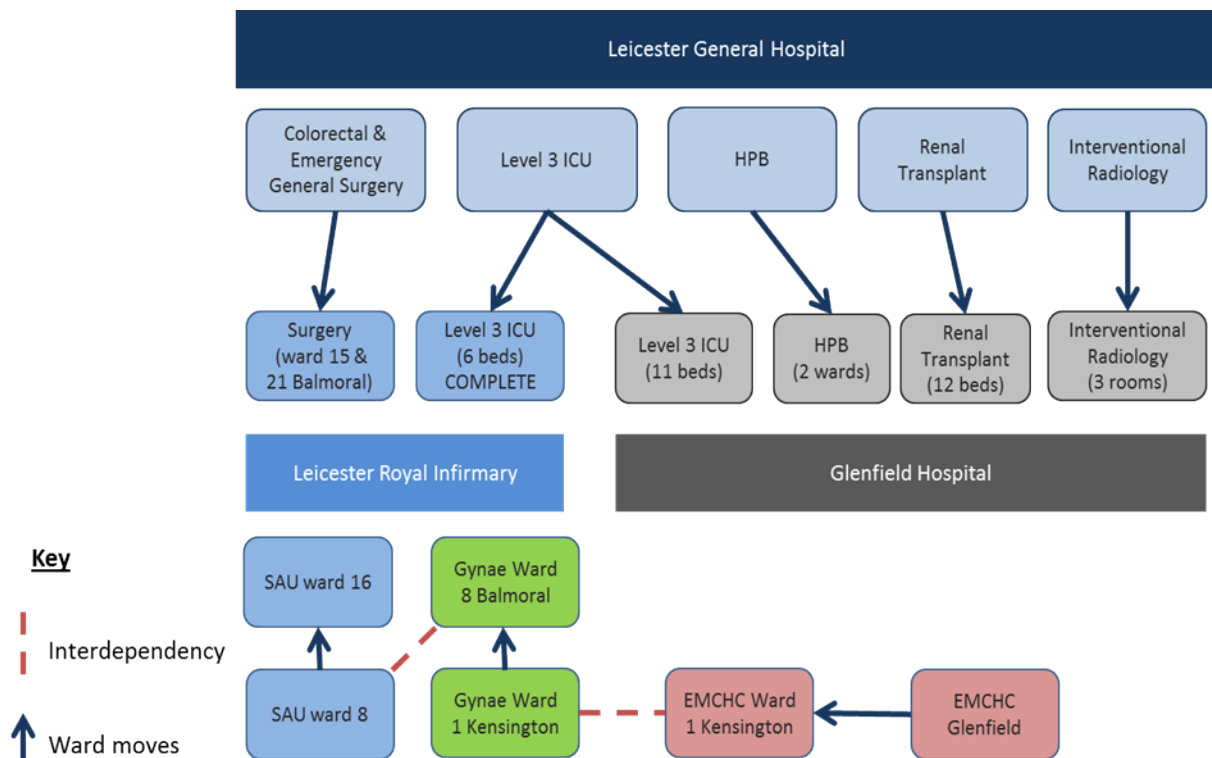 Leicester General Hospital
Colorectal &
Emergency
General Surgery
Level 3 ICU
HPB
Renal
Transplant
Interventional
Radiology
Surgery
(ward 15 &
21 Balmoral)
Level 3 ICU
(6 beds)
COMPLETE
Level 3 ICU
(11 beds)
HPB
(2 wards)
Renal
Transplant
(12 beds)
Interventional
Radiology
(3 rooms)
Leicester Royal Infirmary
Glenfield Hospital
Key
Interdependency
Ward moves
SAU ward 16
Gynae Ward
8 Balmoral
SAU ward 8
Gynae Ward
1 Kensington
EMCHC Ward
1 Kensington
EMCHC
Glenfield